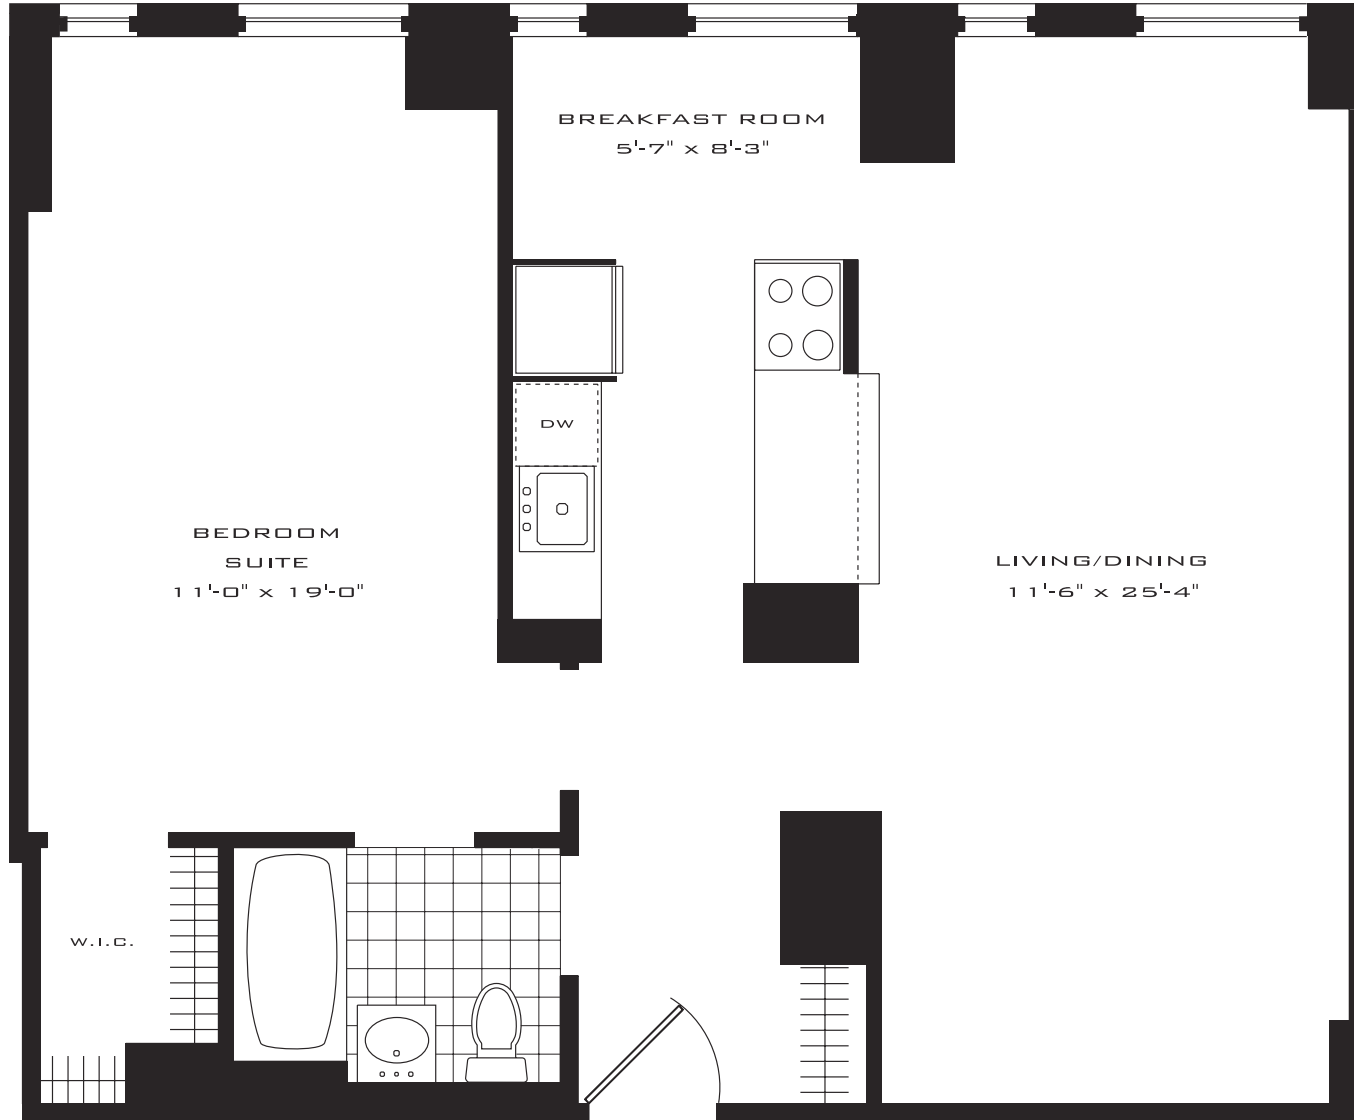 BREAKFAST ROOM
5'-7" x 8'-3"
DW
BEDROOM
SUITE
11'-0" x 19'-0"
LIVING/DINING
11'-6" x 25'-4"
W.I.C.